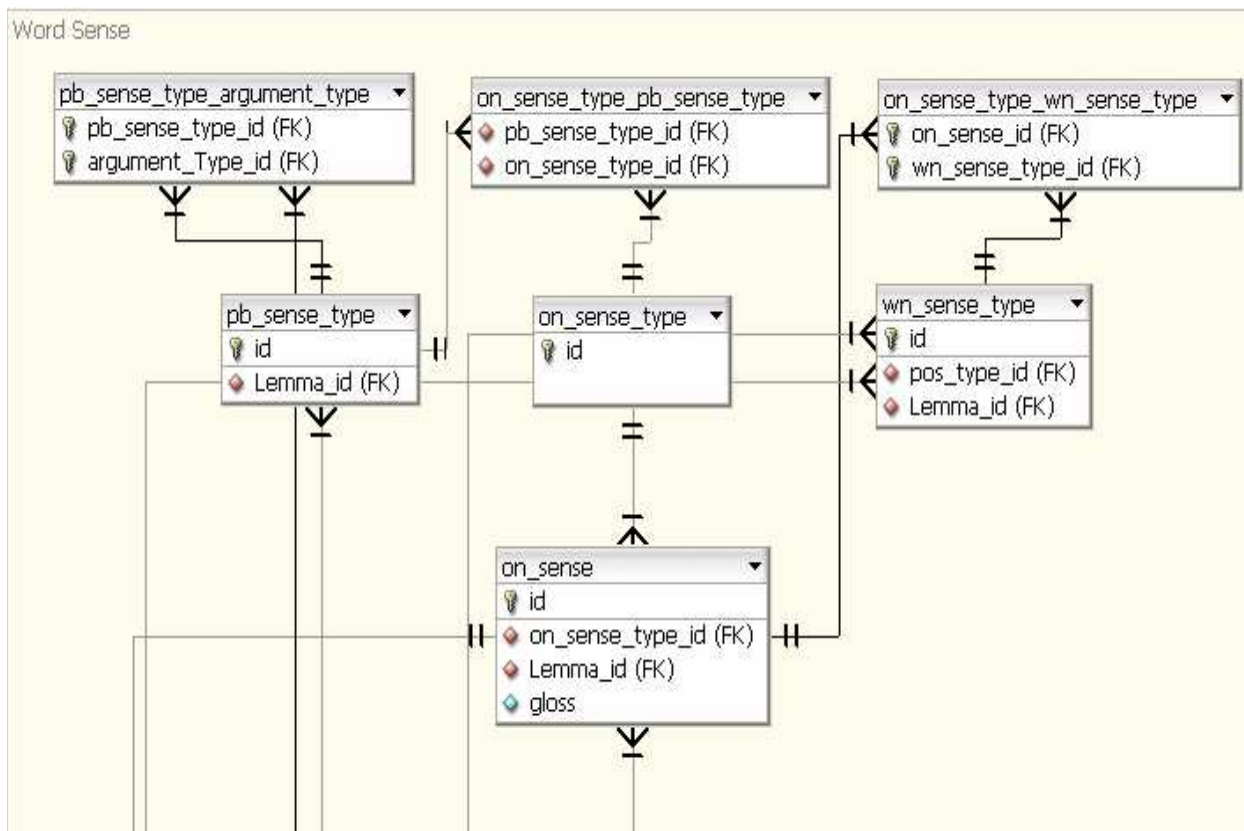 Word Sense
pb_sense_type_argument_type
pb_sense_type_id (FK)
argument_Type_id (FK)
on_sense_type_pb_sense_type
pb_sense_type_id (FK)
on_sense_type_id (FK)
on_sense_type_wn_sense_type
on_sense_id (FK)
wn_sense_type_id (FK)
pb_sense_type
id
Lemma_id (FK)
on_sense_type
id
wn_sense_type
id
pos_type_id (FK)
Lemma_id (FK)
on_sense
id
on_sense_type_id (FK)
Lemma_id (FK)
gloss